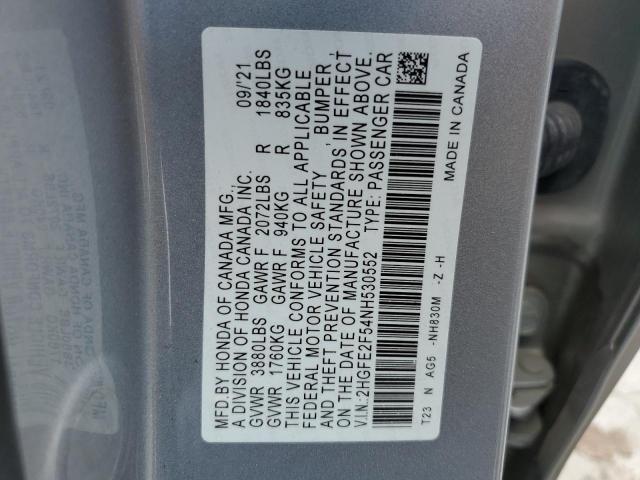 MFD.BY HONDA OF CANADA MFG., 09/'21
A DIVISION OF HONDA CANADA INC.
GVWR 3880LBS GAWR F 2072LBS R 1840LBS
GVWR 1760KG GAWR F 940KG R 835KG
THIS VEHICLE CONFORMS TO ALL APPLICABLE
FEDERAL MOTOR VEHICLE SAFETY, BUMPER,
AND THEFT PREVENTION STANDARDS IN EFFECT
ON THE DATE OF MANUFACTURE SHOWN ABOVE.
V.I.N.:2HGFE2F54NH530552 TYPE: PASSENGER CAR
T23 N AG5 -NH830M -Z -H
MADE IN CANADA